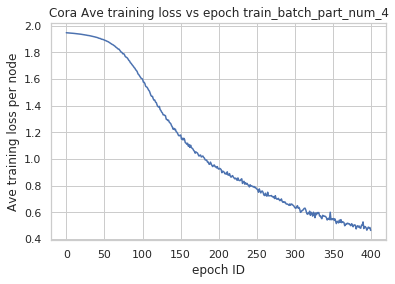 Cora Ave training loss vs epoch train_batch_part_num_4
Ave training loss per node
2.0
1.8
1.6
1.4
1.2
1.0
0.8
0.6
0.4
0 50 100 150 200 250 300 350 400
epoch ID